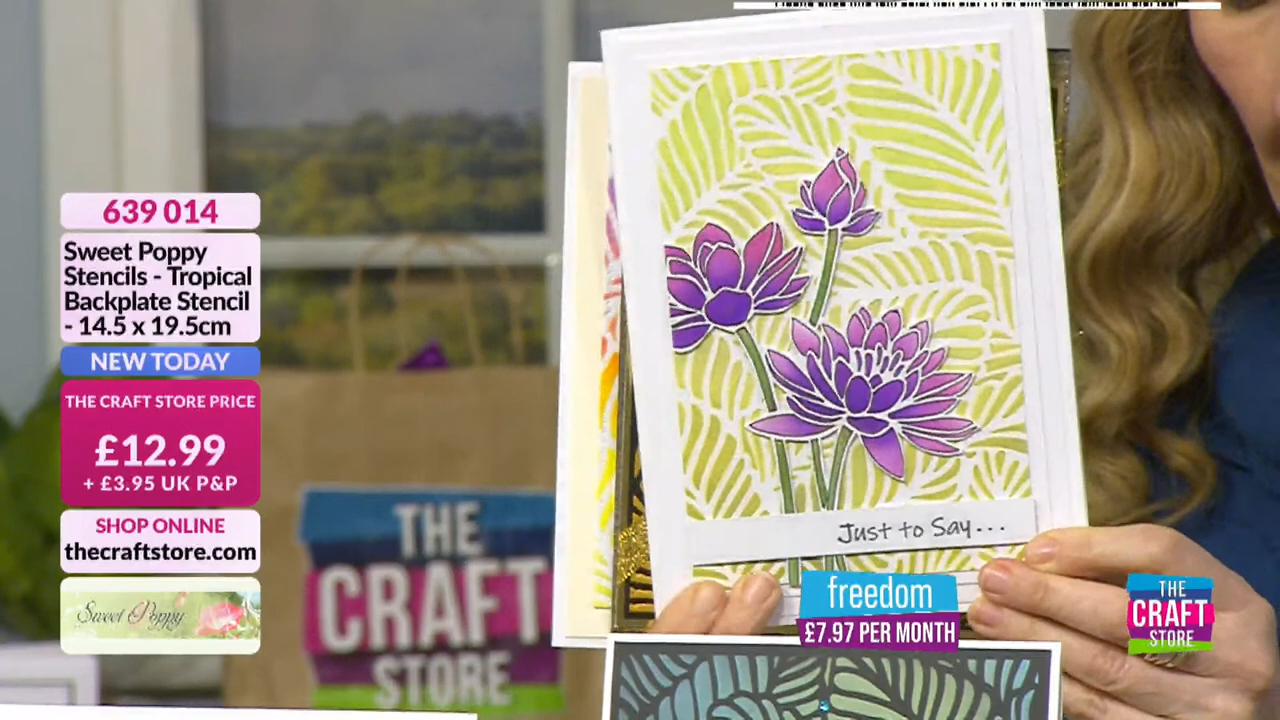 639 014
Sweet Poppy
Stencils - Tropical
Backplate Stencil
- 14.5 x 19.5cm
NEW TODAY
THE CRAFT STORE PRICE
£12.99
+ £3.95 UK P&P
SHOP ONLINE
thecraftstore.com
Sweet Poppy
THE
CRAFT
STORE
Just to Say...
freedom
£7.97 PER MONTH
THE
CRAFT
STORE